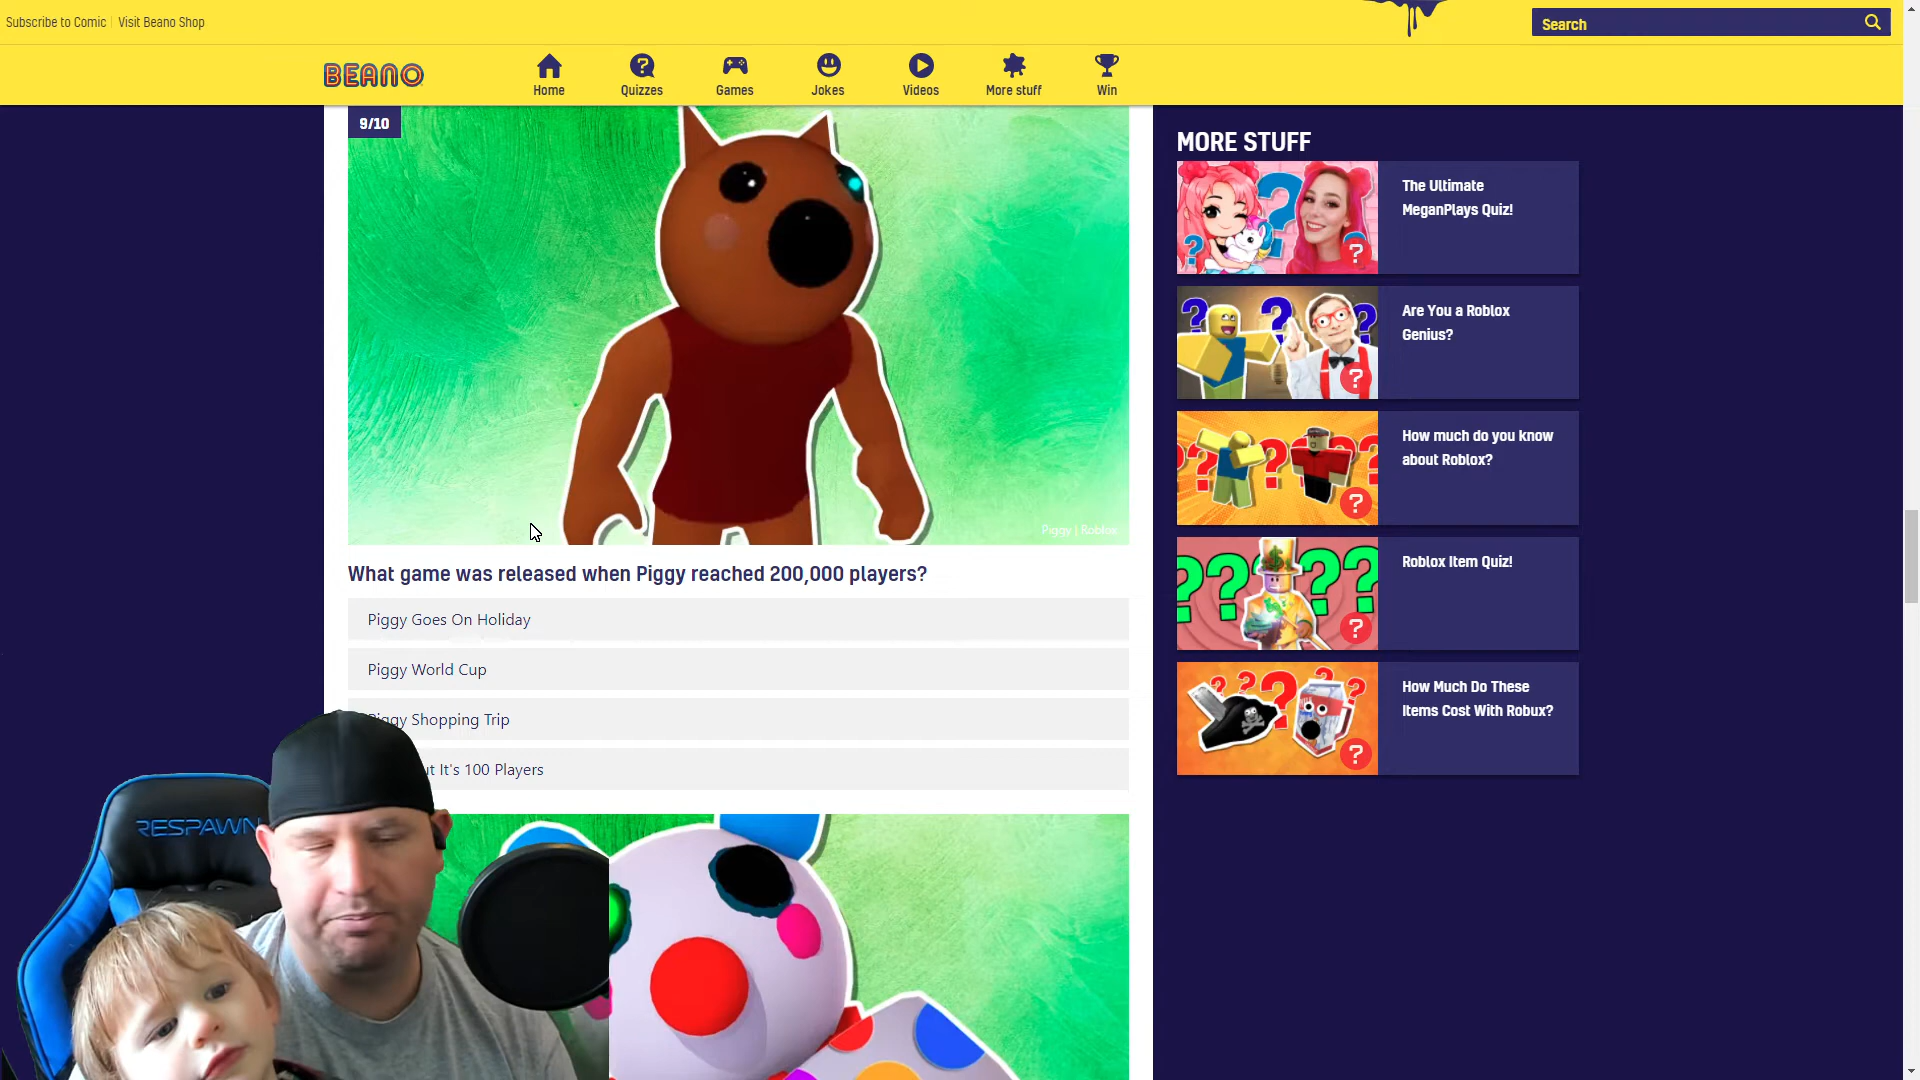 Subscribe to Comic
Visit Beano Shop
Search
BEANO
Home
Quizzes
Games
Jokes
Videos
More stuff
Win
9/10
Piggy | Roblox
What game was released when Piggy reached 200,000 players?
Piggy Goes On Holiday
Piggy World Cup
Piggy Shopping Trip
It's 100 Players
RESPAWN
MORE STUFF
The Ultimate
MeganPlays Quiz!
Are You a Roblox
Genius?
How much do you know
about Roblox?
Roblox Item Quiz!
How Much Do These
Items Cost With Robux?